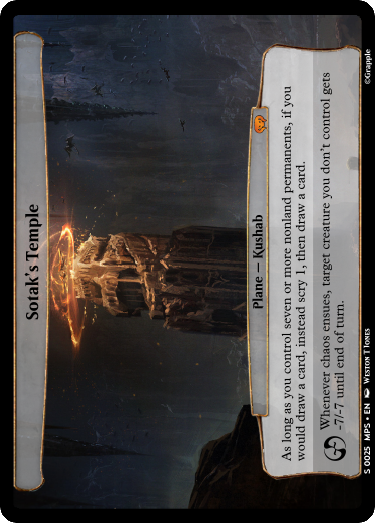 Sotak's Temple
Plane — Kushab
As long as you control seven or more nonland permanents, if you
would draw a card, instead scry 1, then draw a card.
Whenever chaos ensues, target creature you don't control gets
-7/-7 until end of turn.
S 0025 MPS • EN WESTON T JONES
©Grapple